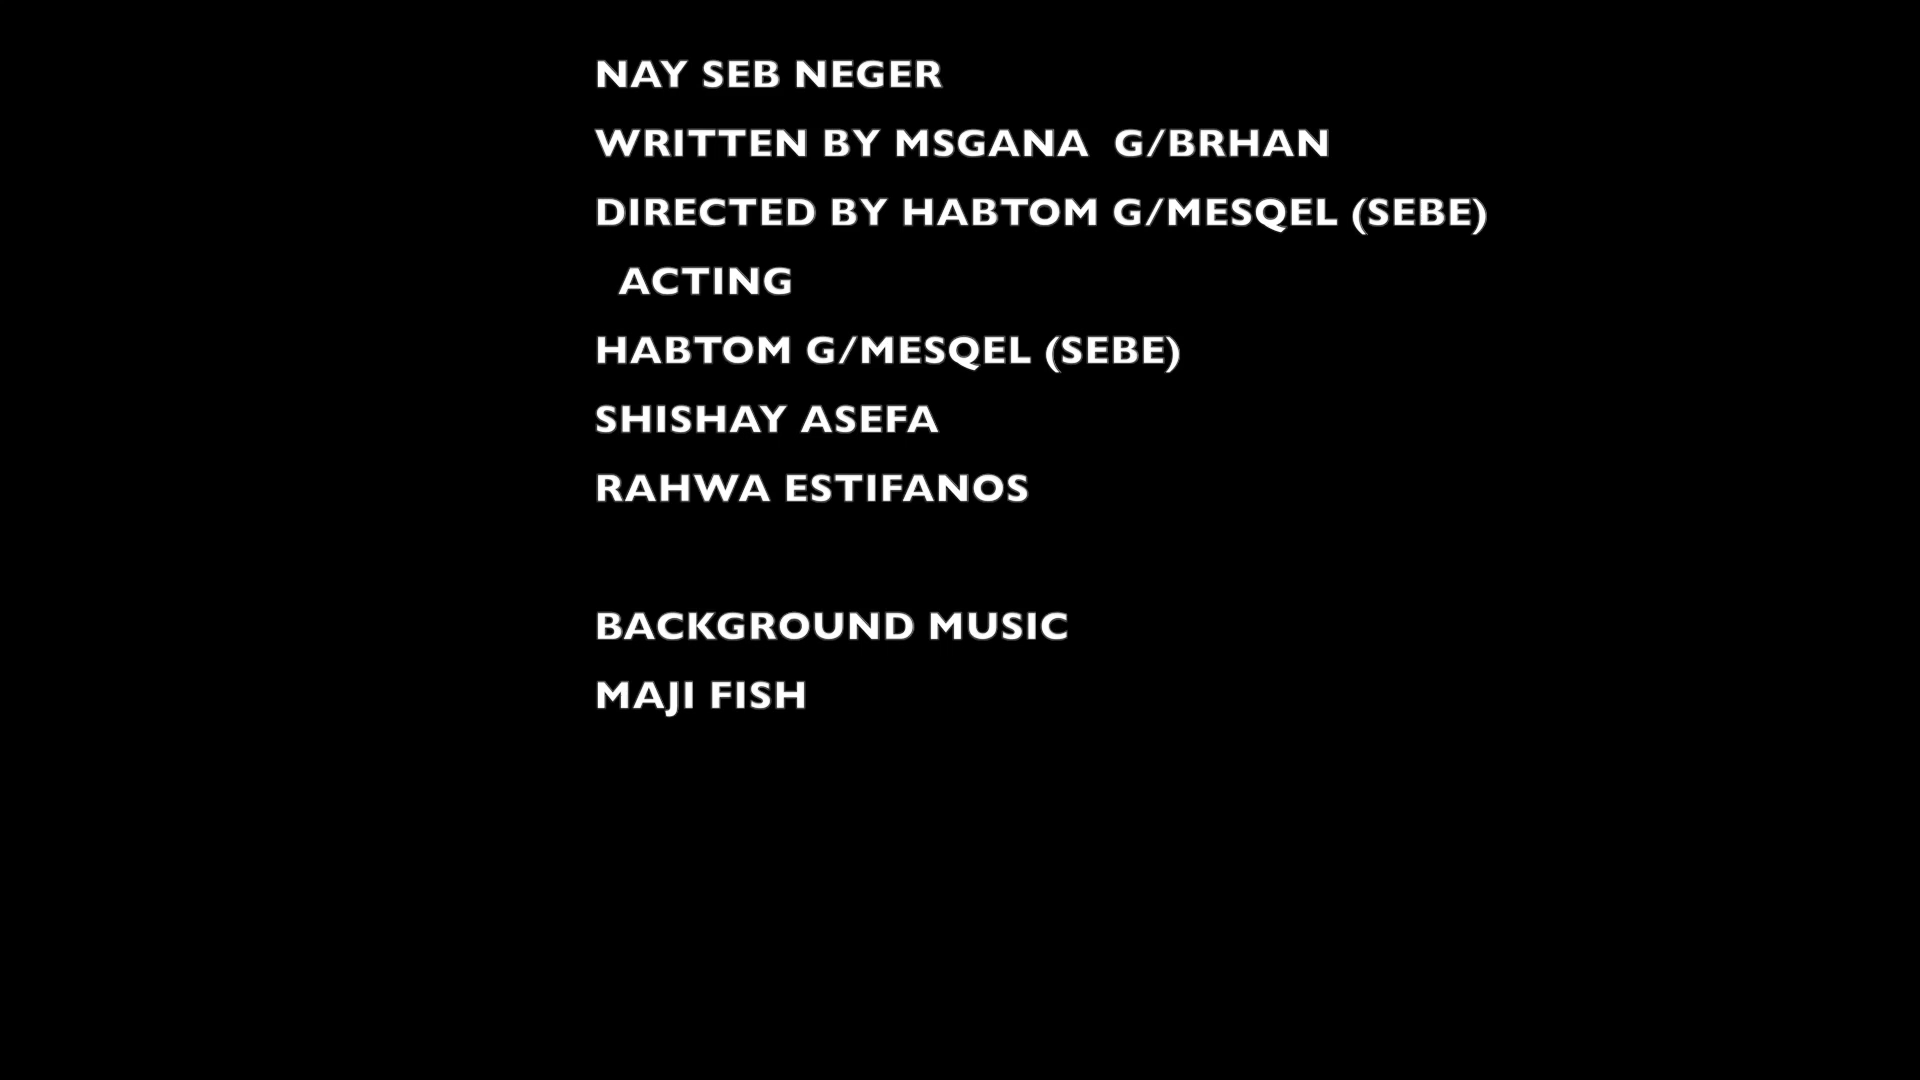 NAY SEB NEGER
WRITTEN BY MSGANA  G/BRHAN
DIRECTED BY HABTOM G/MESQEL (SEBE)
ACTING
HABTOM G/MESQEL (SEBE)
SHISHAY ASEFA
RAHWA ESTIFANOS
BACKGROUND MUSIC
MAJI FISH